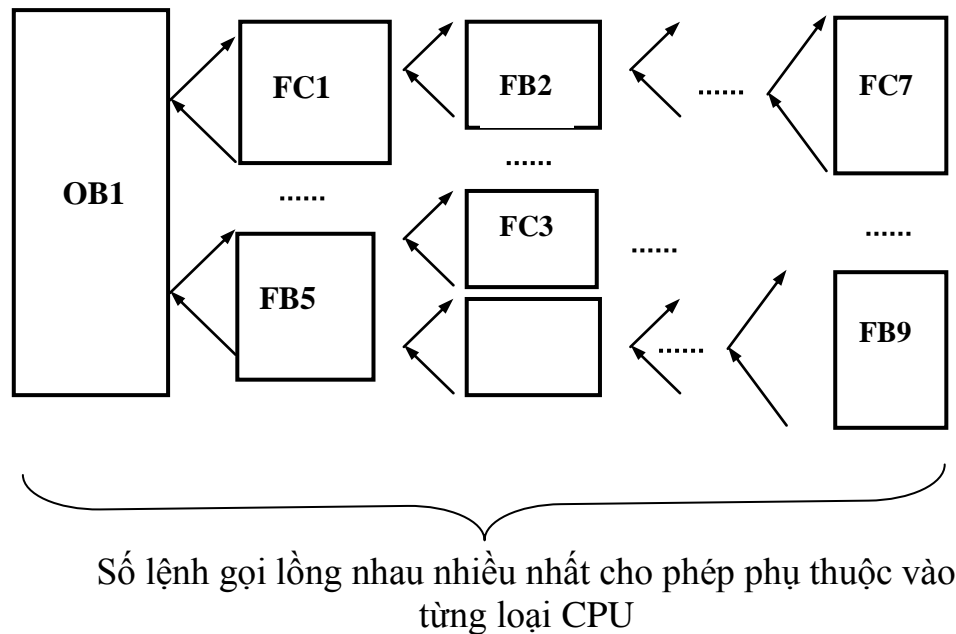 FC1
FB2
......
FC7
OB1
......
......
FC3
......
......
FB5
......
FB9
Số lệnh gọi lồng nhau nhiều nhất cho phép phụ thuộc vào
từng loại CPU